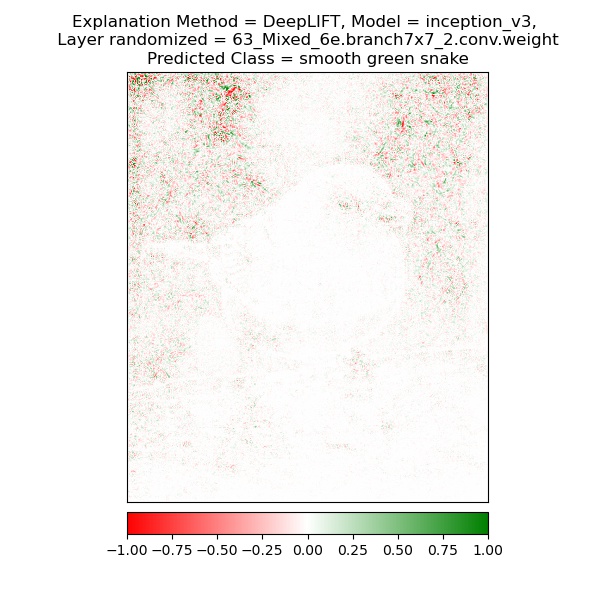 Explanation Method = DeepLIFT, Model = inception_v3,
Layer randomized = 63_Mixed_6e.branch7x7_2.conv.weight
Predicted Class = smooth green snake
−1.00 −0.75 −0.50 −0.25 0.00 0.25 0.50 0.75 1.00